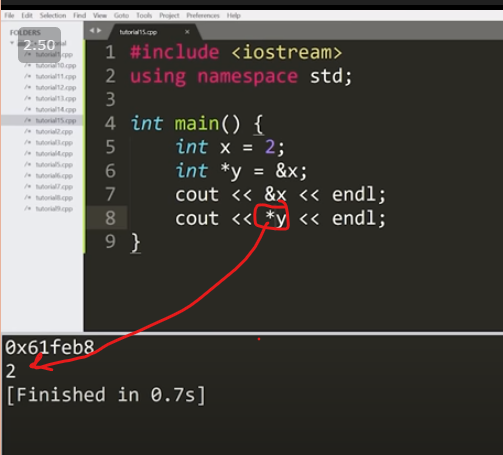 File Edit Selection Find View Goto Tools Project Preferences Help
FOLDERS
2.50
tutorial10.cpp
tutorial11.cpp
tutorial12.cpp
tutorial13.cpp
tutorial14.cpp
tutorial15.cpp
tutorial2.cpp
tutorial3.cpp
tutorial4.cpp
tutorial5.cpp
tutorial6.cpp
tutorial7.cpp
tutorial8.cpp
tutorial9.cpp
tutorial15.cpp ×
1 #include <iostream>
2 using namespace std;
3
4 int main() {
5 int x = 2;
6 int *y = &x;
7 cout << &x << endl;
8 cout << *y << endl;
9 }
0x61feb8
2
[Finished in 0.7s]